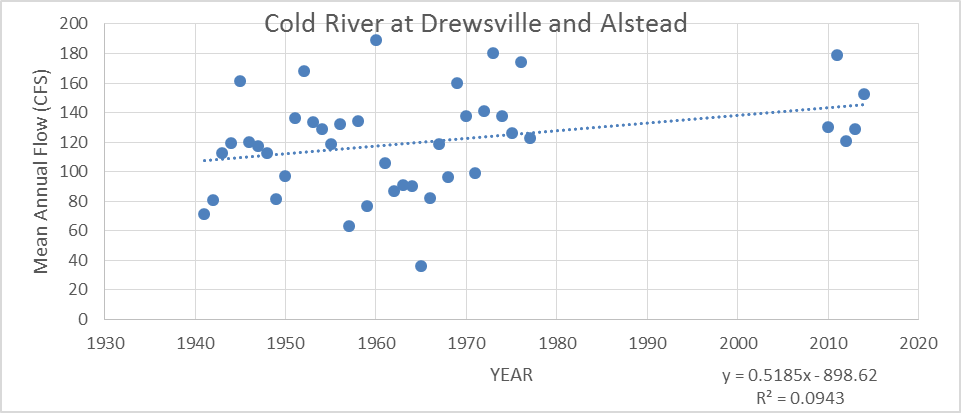 Cold River at Drewsville and Alstead
200
180
160
140
120
100
80
60
40
20
0
Mean Annual Flow (CFS)
1930 1940 1950 1960 1970 1980 1990 2000 2010 2020
YEAR
y = 0.5185x - 898.62
R² = 0.0943